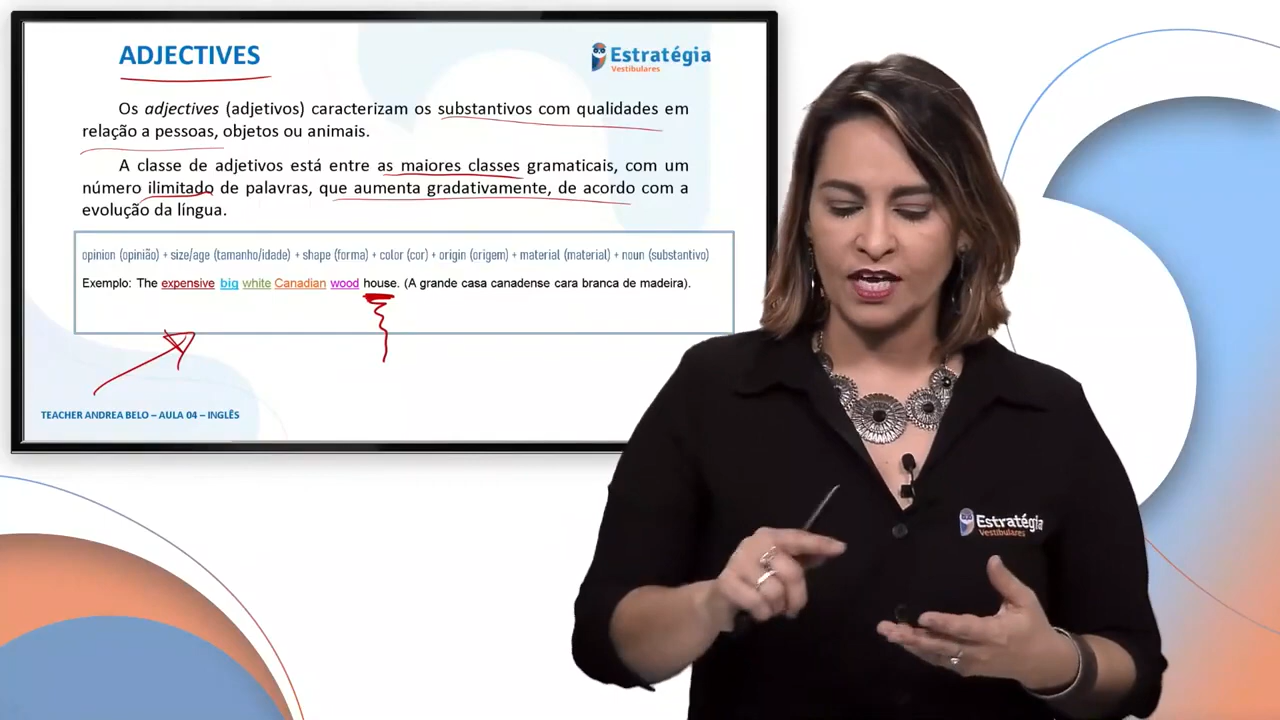 ADJECTIVES
Estratégia
Vestibulares
Os adjectives (adjetivos) caracterizam os substantivos com qualidades em
relação a pessoas, objetos ou animais.
A classe de adjetivos está entre as maiores classes gramaticais, com um
número ilimitado de palavras, que aumenta gradativamente, de acordo com a
evolução da língua.
opinion (opinião) + size/age (tamanho/idade) + shape (forma) + color (cor) + origin (origem) + material (material) + noun (substantivo)
Exemplo: The expensive big white Canadian wood house. (A grande casa canadense cara branca de madeira).
TEACHER ANDREA BELO – AULA 04 – INGLÊS
Estratégia
Vestibulares